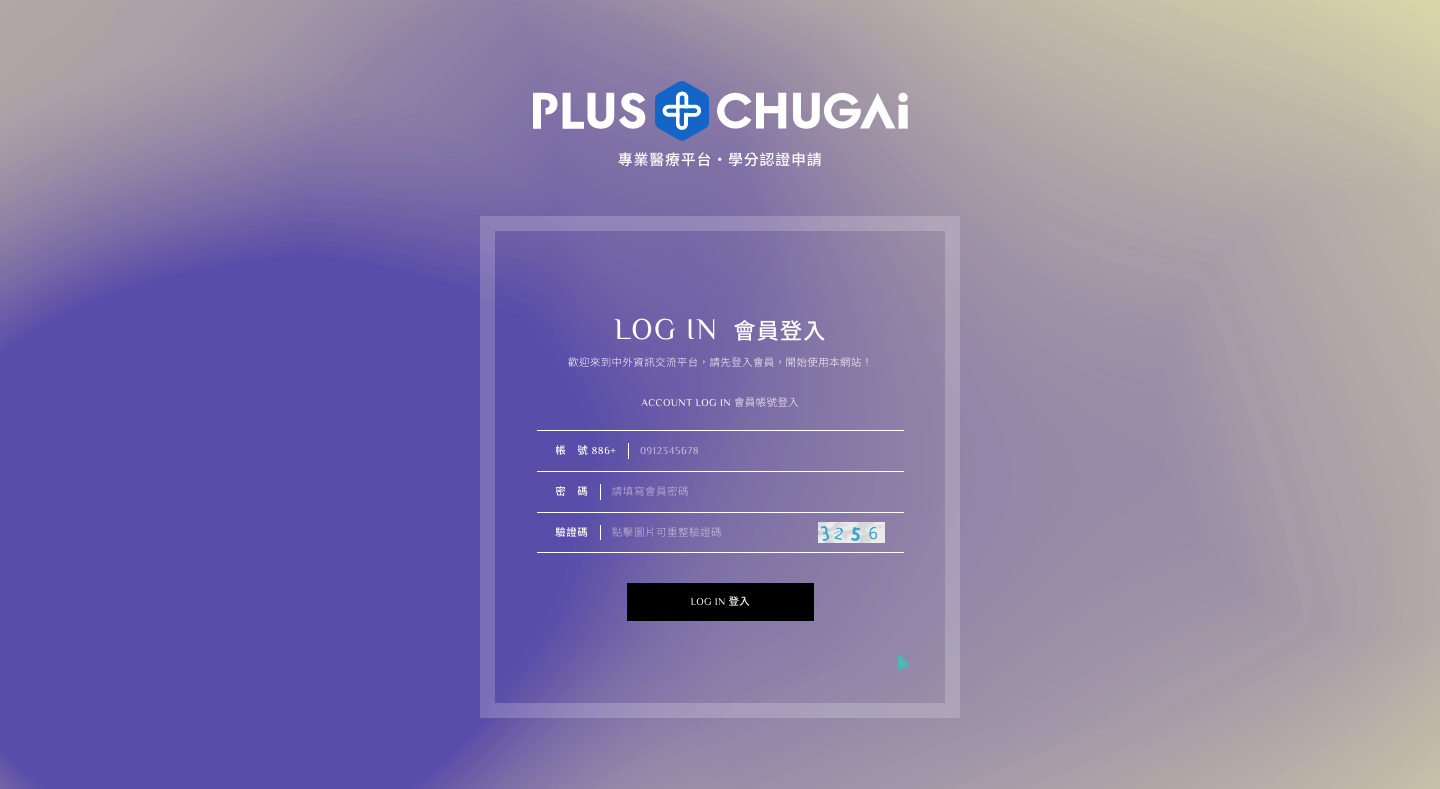 PLUS CHUGAi
專業醫療平台・學分認證申請
LOG IN 會員登入
歡迎來到中外資訊交流平台，請先登入會員，開始使用本網站！
ACCOUNT LOG IN 會員帳號登入
帳 號 886+ 0912345678
密 碼 請填寫會員密碼
驗證碼 點擊圖片可重整驗證碼 3256
LOG IN 登入